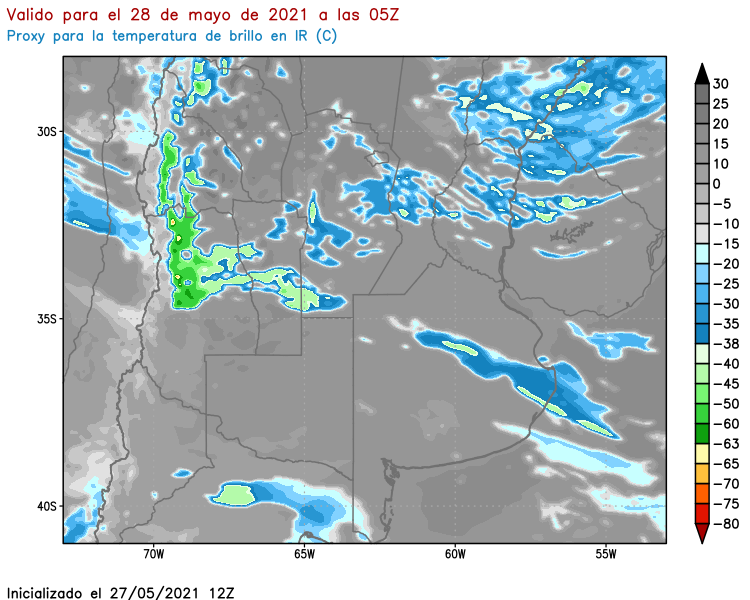 Valido para el 28 de mayo de 2021 a las 05Z
Proxy para la temperatura de brillo en IR (C)
30S
35S
40S
70W
65W
60W
55W
30
25
20
15
10
0
-5
-10
-15
-20
-25
-30
-35
-38
-40
-45
-50
-60
-63
-65
-70
-75
-80
Inicializado el 27/05/2021 12Z